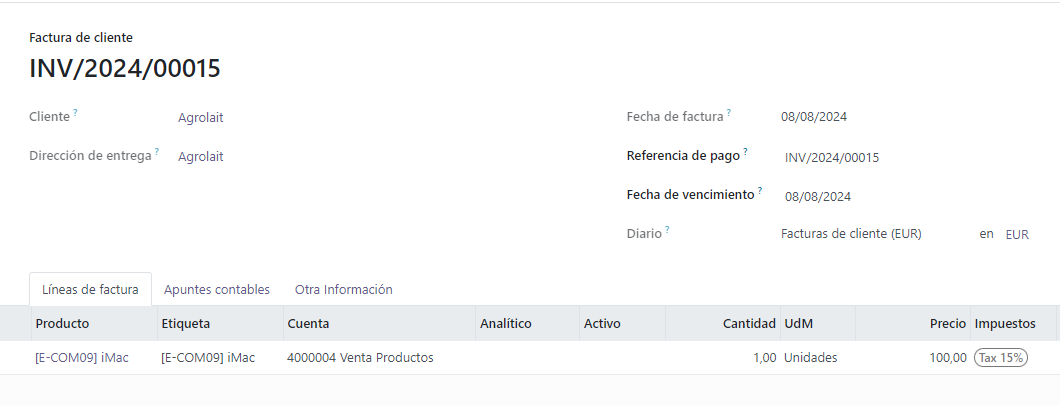 Factura de cliente
INV/2024/00015
Cliente ? Agrolait
Fecha de factura ? 08/08/2024
Dirección de entrega ? Agrolait
Referencia de pago ? INV/2024/00015
Fecha de vencimiento ? 08/08/2024
Diario ? Facturas de cliente (EUR) en EUR
Líneas de factura Apuntes contables Otra Información
Producto Etiqueta Cuenta Analítico Activo Cantidad UdM Precio Impuestos
[E-COM09] iMac [E-COM09] iMac 4000004 Venta Productos 1,00 Unidades 100,00 Tax 15%